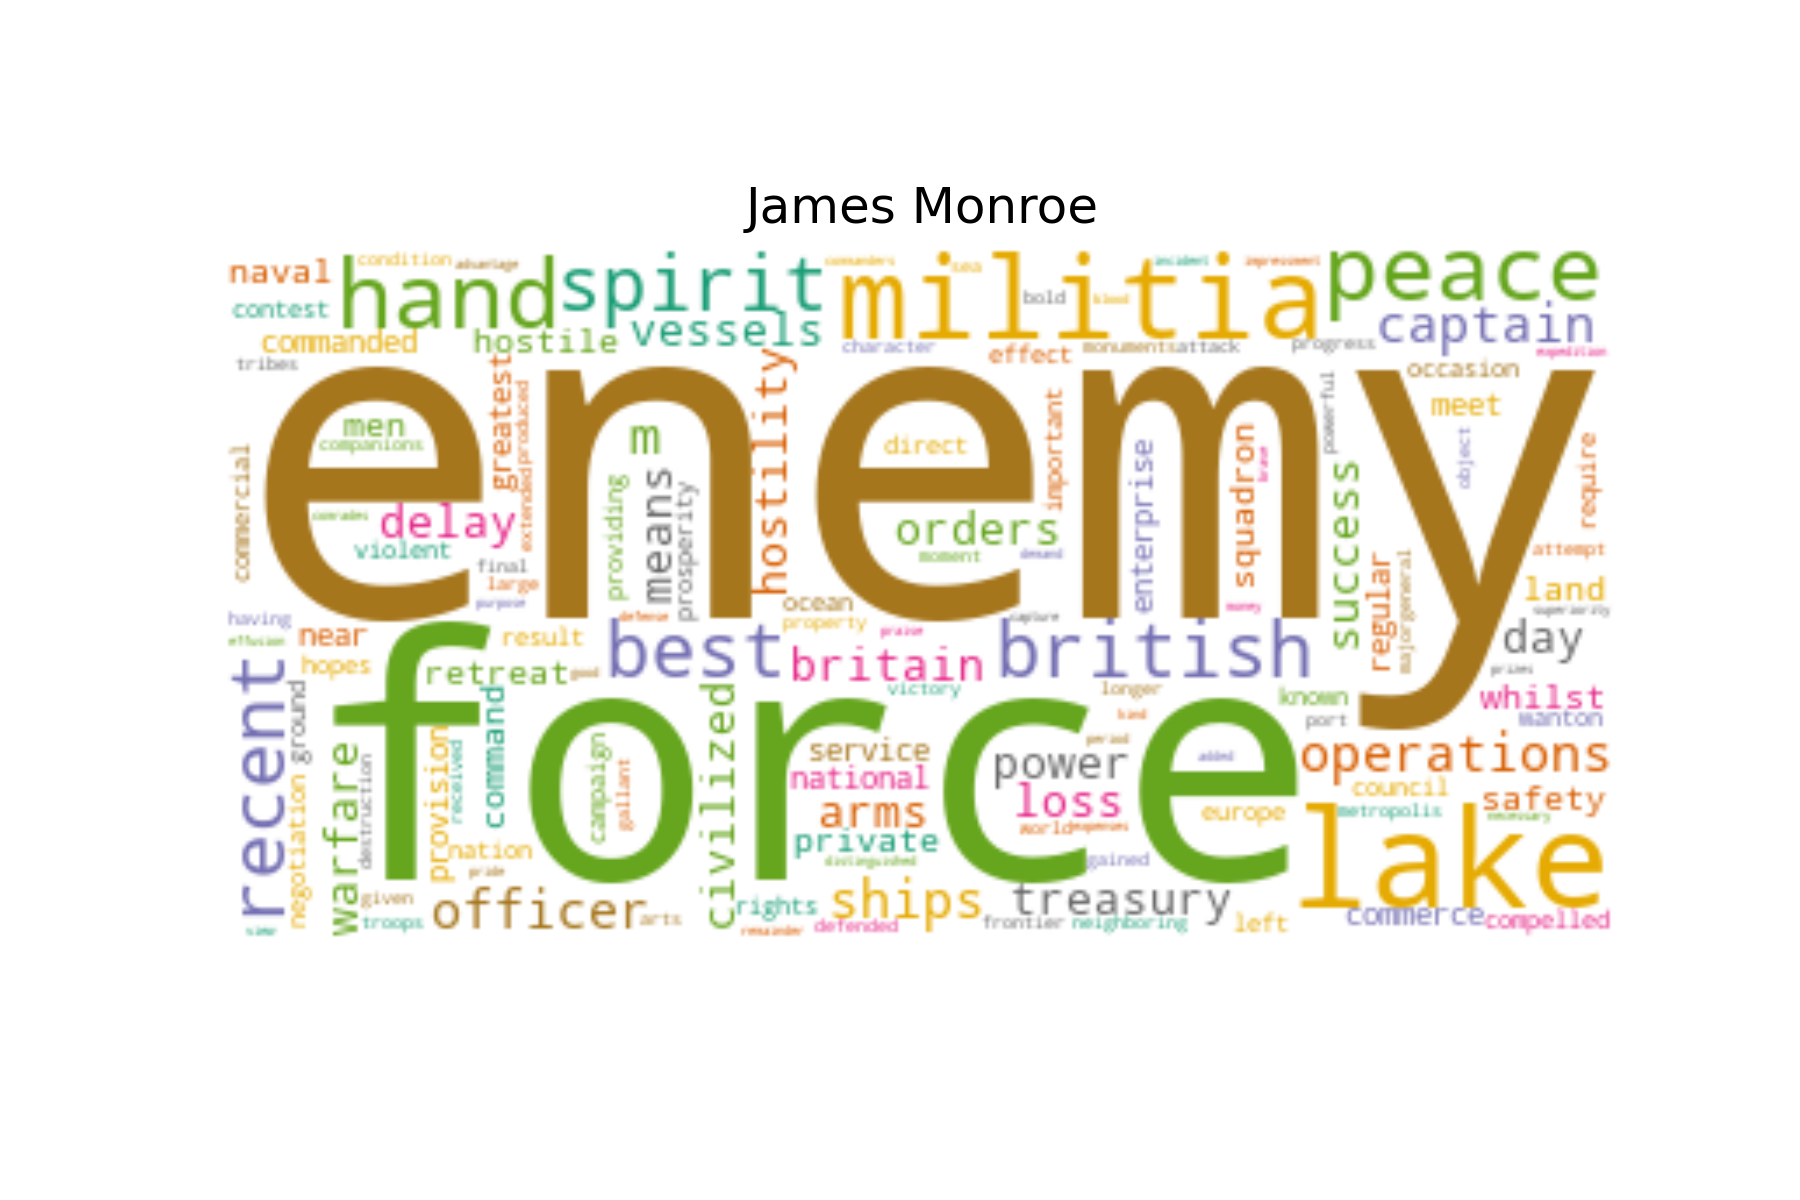 James Monroe
naval
hand
condition
advantage
spirit
commanders
militia
sea
incident
impressment
peace
contest
bold
blood
captain
commanded
hostile
vessels
character
effect
monuments
attack
progress
expedition
tribes
greatest
hostility
occasion
enemy
men
companions
produced
m
direct
important
powerful
meet
object
require
commercial
comrades
delay
violent
extended
final
large
purpose
providing
means
prosperity
orders
moment
demand
enterprise
squadron
brave
success
regular
majorgeneral
attempt
land
superiority
having
effusion
near
hopes
result
defense
ocean
property
praise
capture
money
day
prizes
best
britain
british
retreat
good
victory
longer
known
port
whilst
wanton
recent
ground
force
command
civilized
kind
period
added
operations
negotiation
warfare
destruction
provision
received
campaign
gallant
service
national
power
loss
arms
world
expenses
private
distinguished
gained
europe
council
metropolis
safety
necessary
lake
nation
pride
given
troops
officer
arts
rights
remainder
ships
defended
treasury
frontier
neighboring
left
commerce
compelled
view